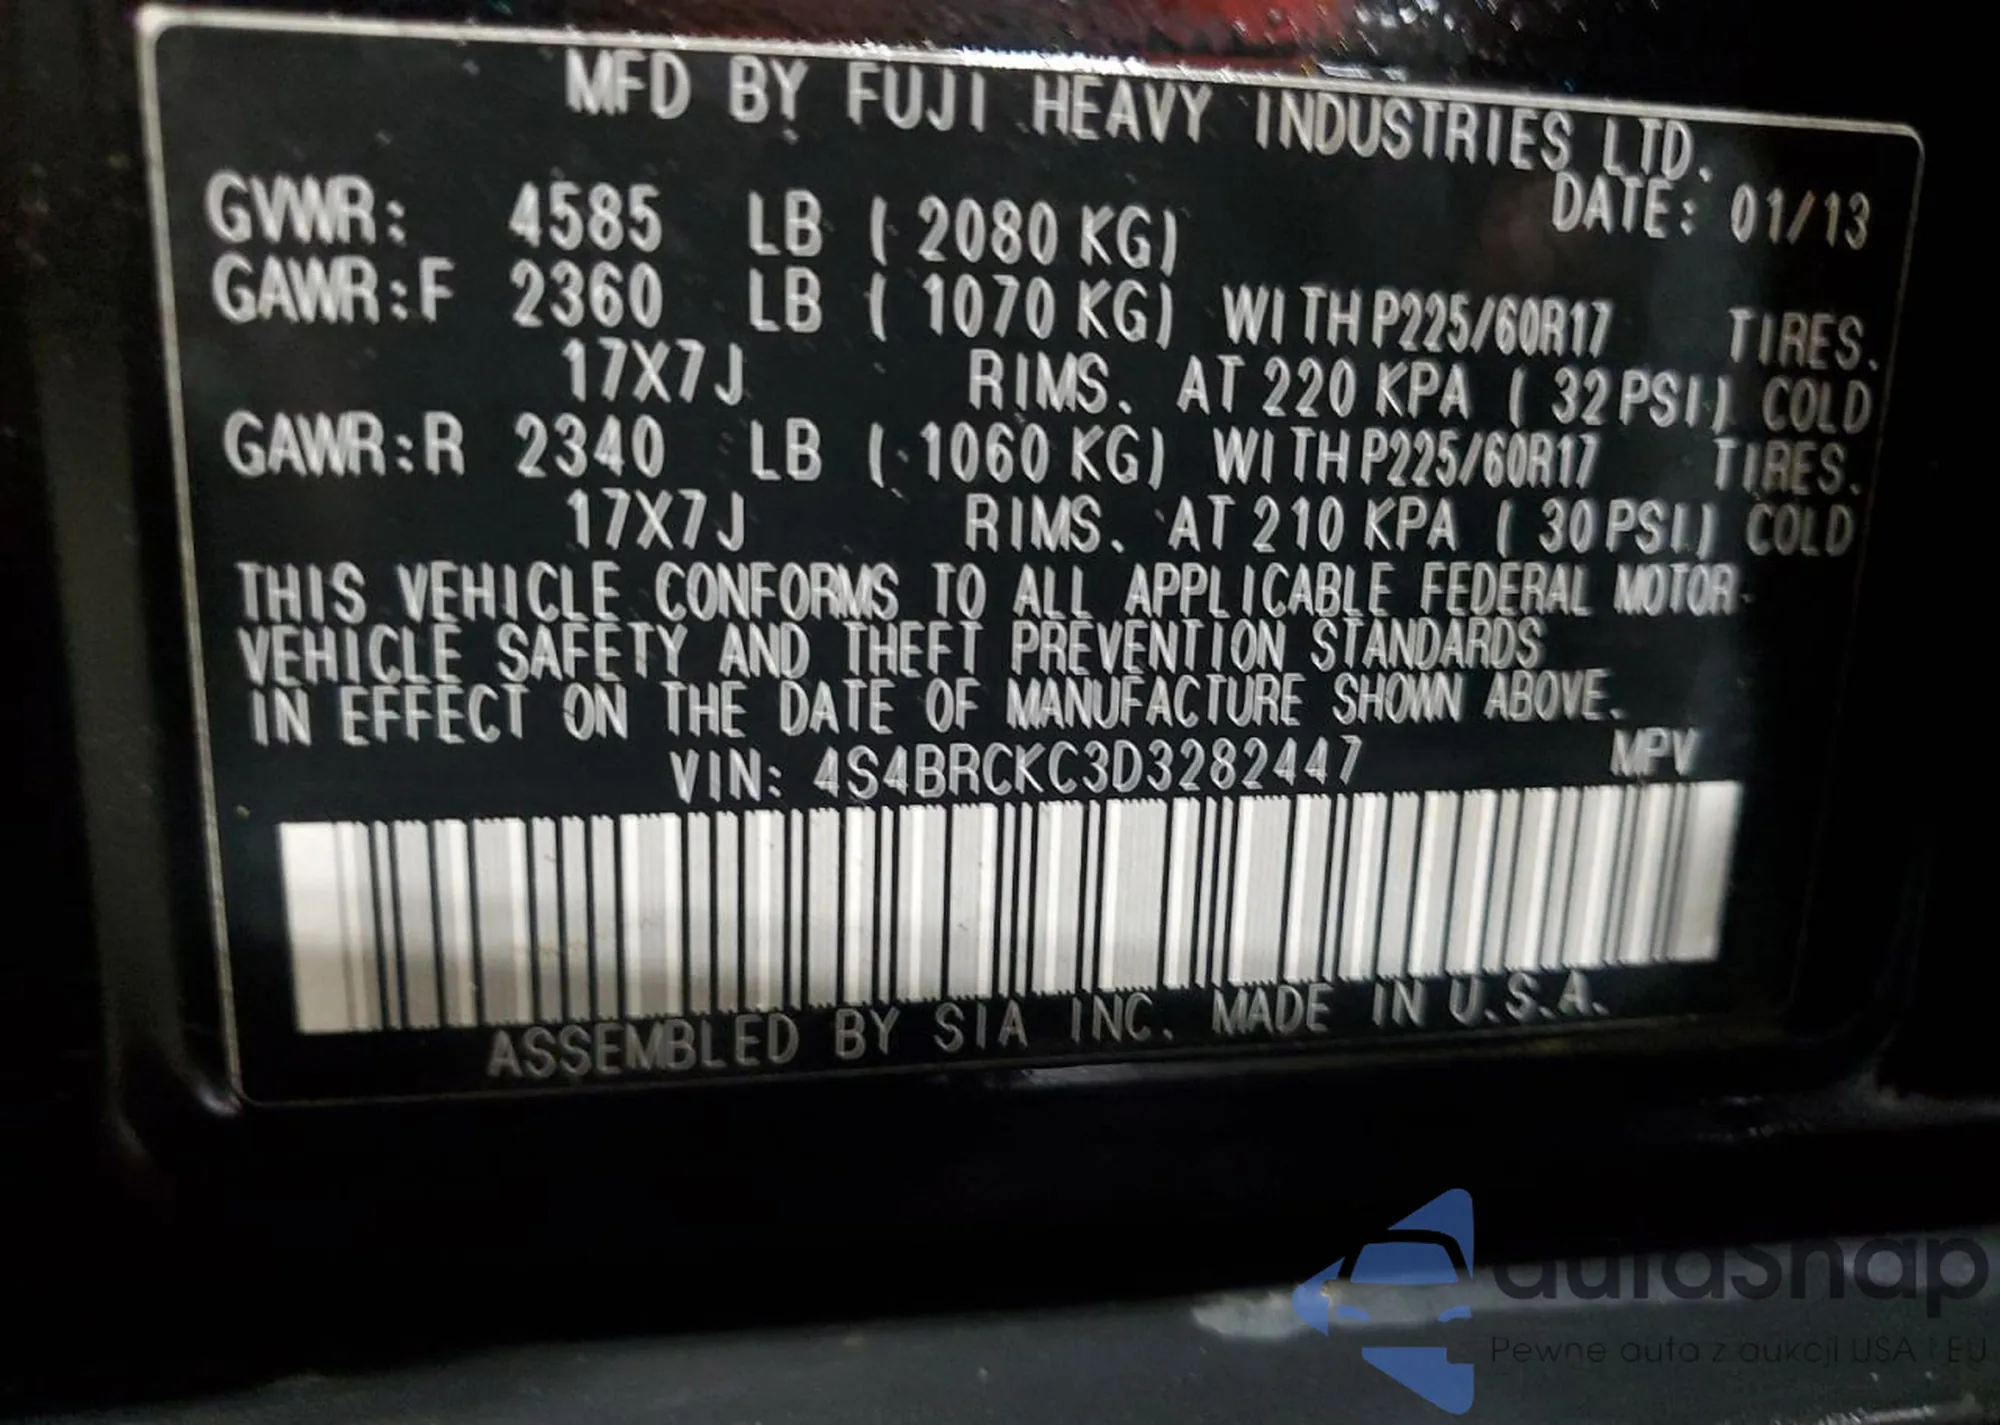 MFD BY FUJI HEAVY INDUSTRIES LTD.
DATE: 01/13
GVWR: 4585 LB ( 2080 KG)
GAWR:F 2360 LB ( 1070 KG) WITH P225/60R17 TIRES.
17X7J RIMS. AT 220 KPA ( 32 PSI) COLD
GAWR:R 2340 LB ( 1060 KG) WITH P225/60R17 TIRES.
17X7J RIMS. AT 210 KPA ( 30 PSI) COLD
THIS VEHICLE CONFORMS TO ALL APPLICABLE FEDERAL MOTOR
VEHICLE SAFETY AND THEFT PREVENTION STANDARDS
IN EFFECT ON THE DATE OF MANUFACTURE SHOWN ABOVE.
VIN: 4S4BRCKC3D3282447 MPV
ASSEMBLED BY SIA INC. MADE IN U.S.A.
autaSnap
Pewne auta z aukcji USA i EU